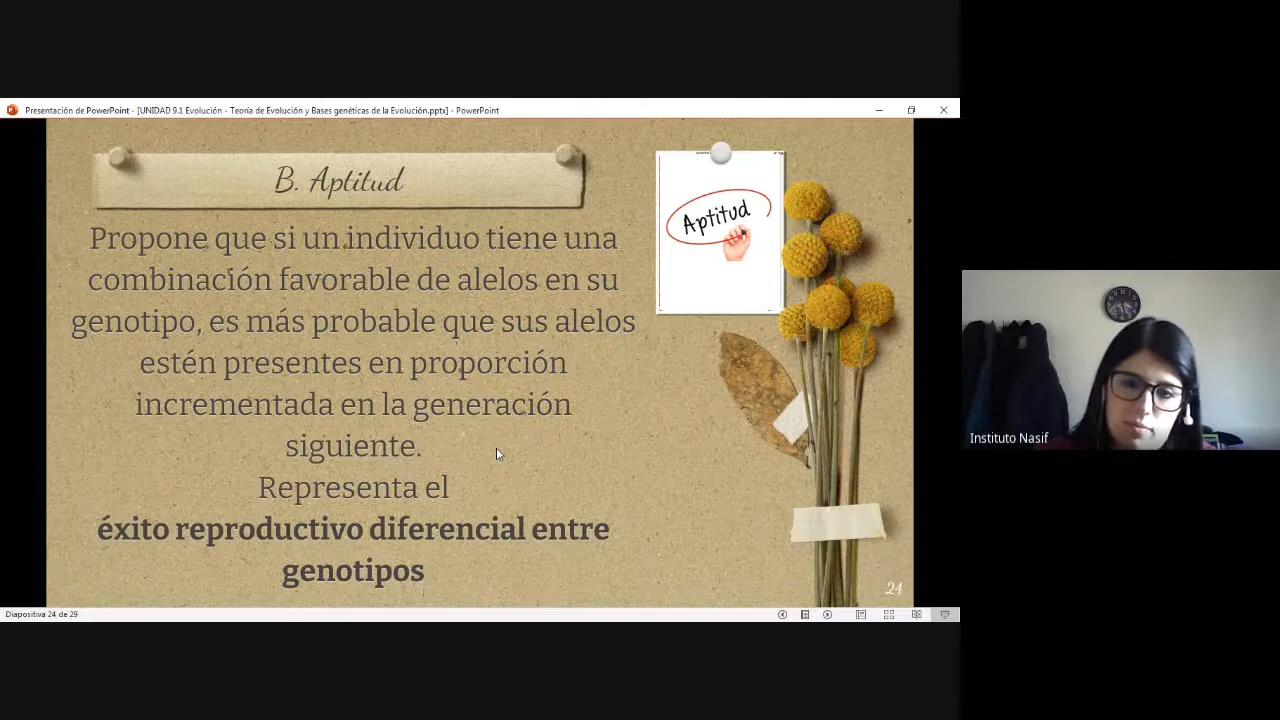 Presentación de PowerPoint - [UNIDAD 9.1 Evolución - Teoría de Evolución y Bases genéticas de la Evolución.pptx] - PowerPoint
B. Aptitud
Propone que si un individuo tiene una
combinación favorable de alelos en su
genotipo, es más probable que sus alelos
estén presentes en proporción
incrementada en la generación
siguiente.
Representa el
éxito reproductivo diferencial entre
genotipos
Aptitud
24
Diapositiva 24 de 29
Instituto Nasif